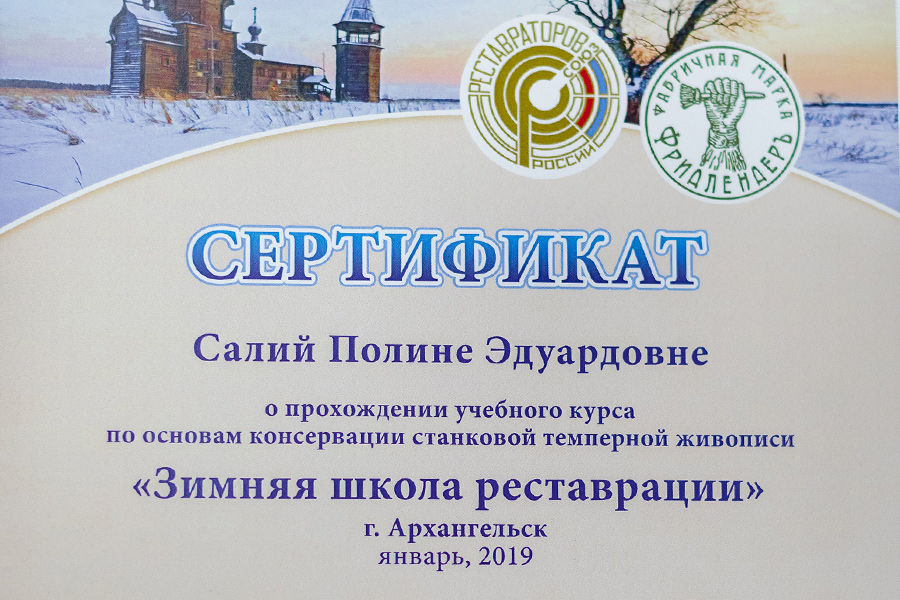 СОЮЗ
РЕСТАВРАТОРОВ
РОССИИ
ФАБРИЧНАЯ МАРКА
ФРИДЛЕНДЕРЪ
СЕРТИФИКАТ
Салий Полине Эдуардовне
о прохождении учебного курса
по основам консервации станковой темперной живописи
«Зимняя школа реставрации»
г. Архангельск
январь, 2019